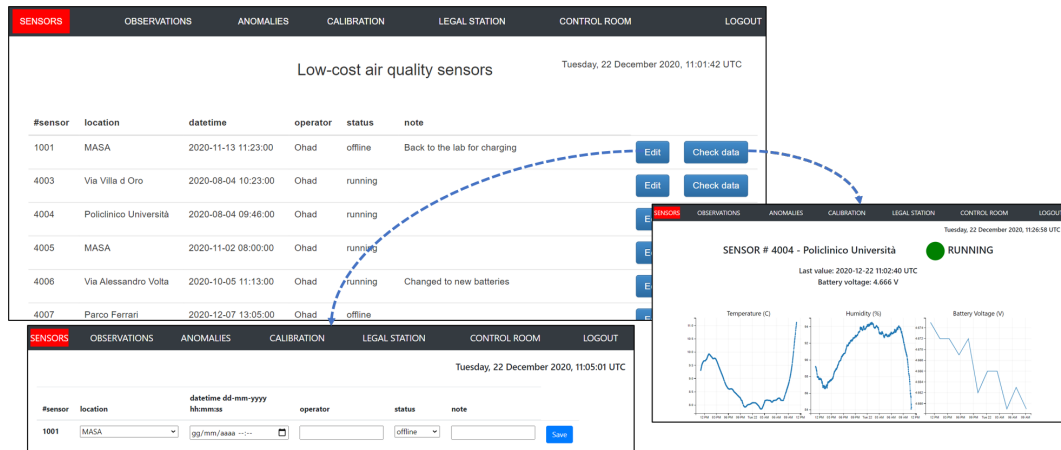 SENSORS OBSERVATIONS ANOMALIES CALIBRATION LEGAL STATION CONTROL ROOM LOGOUT
Low-cost air quality sensors
Tuesday, 22 December 2020, 11:01:42 UTC
#sensor location datetime operator status note
1001 MASA 2020-11-13 11:23:00 Ohad offline Back to the lab for charging Edit Check data
4003 Via Villa d Oro 2020-08-04 10:23:00 Ohad running Edit Check data
4004 Policlinico Università 2020-08-04 09:46:00 Ohad running
4005 MASA 2020-11-02 08:00:00 Ohad running
4006 Via Alessandro Volta 2020-10-05 11:13:00 Ohad running Changed to new batteries
4007 Parco Ferrari 2020-12-07 13:05:00 Ohad offline
SENSORS OBSERVATIONS ANOMALIES CALIBRATION LEGAL STATION CONTROL ROOM LOGOUT
Tuesday, 22 December 2020, 11:26:58 UTC
SENSOR # 4004 - Policlinico Università RUNNING
Last value: 2020-12-22 11:02:40 UTC
Battery voltage: 4.666 V
Temperature (C) Humidity (%) Battery Voltage (V)
SENSORS OBSERVATIONS ANOMALIES CALIBRATION LEGAL STATION CONTROL ROOM LOGOUT
Tuesday, 22 December 2020, 11:05:01 UTC
datetime dd-mm-yyyy
#sensor location hh:mm:ss operator status note
1001 MASA gg/mm/aaaa --:-- offline Save